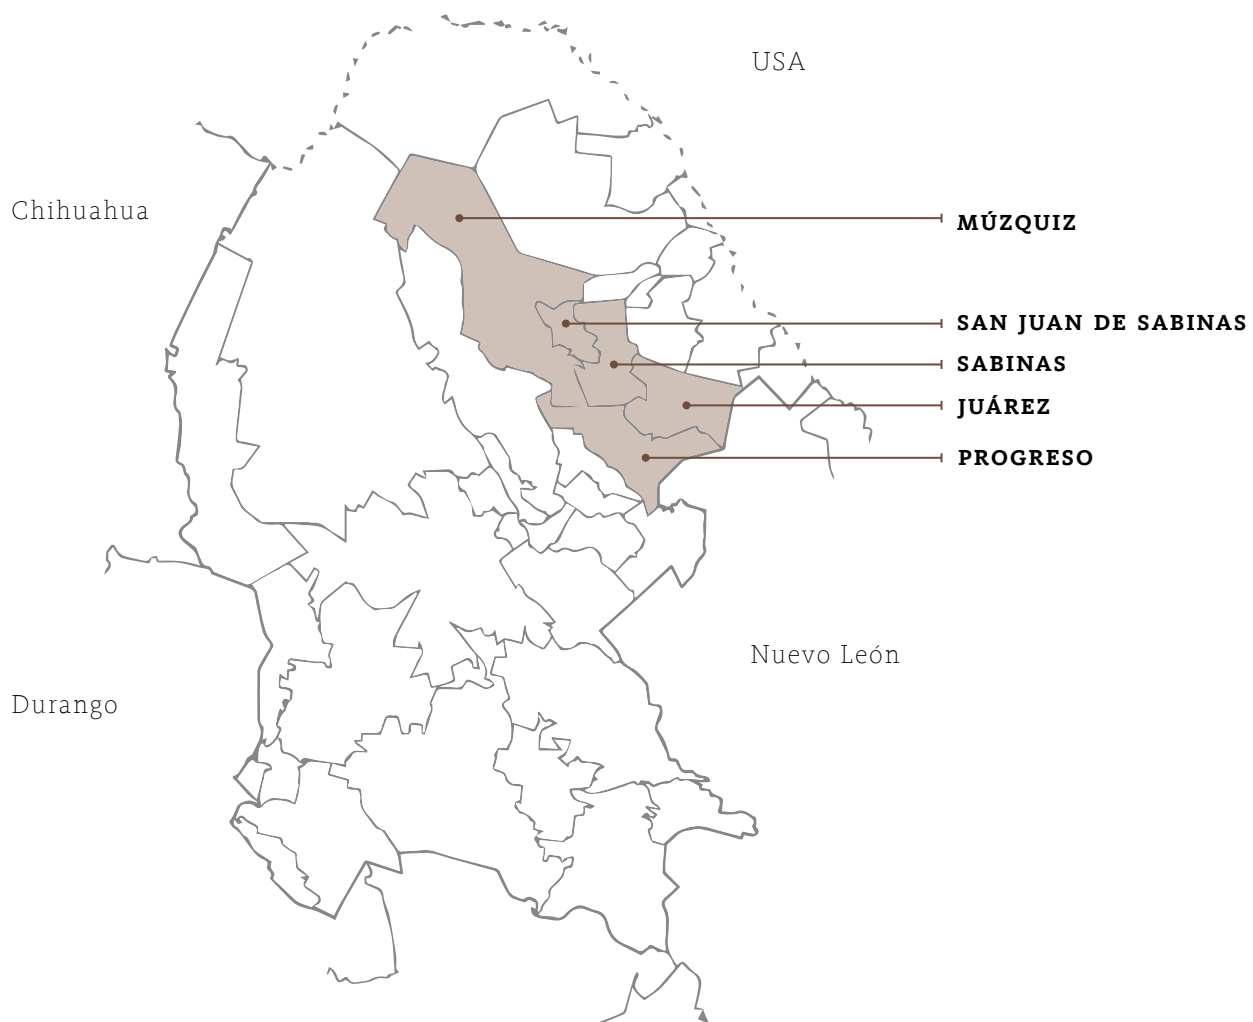 USA
Chihuahua
MÚZQUIZ
SAN JUAN DE SABINAS
SABINAS
JUÁREZ
PROGRESO
Nuevo León
Durango